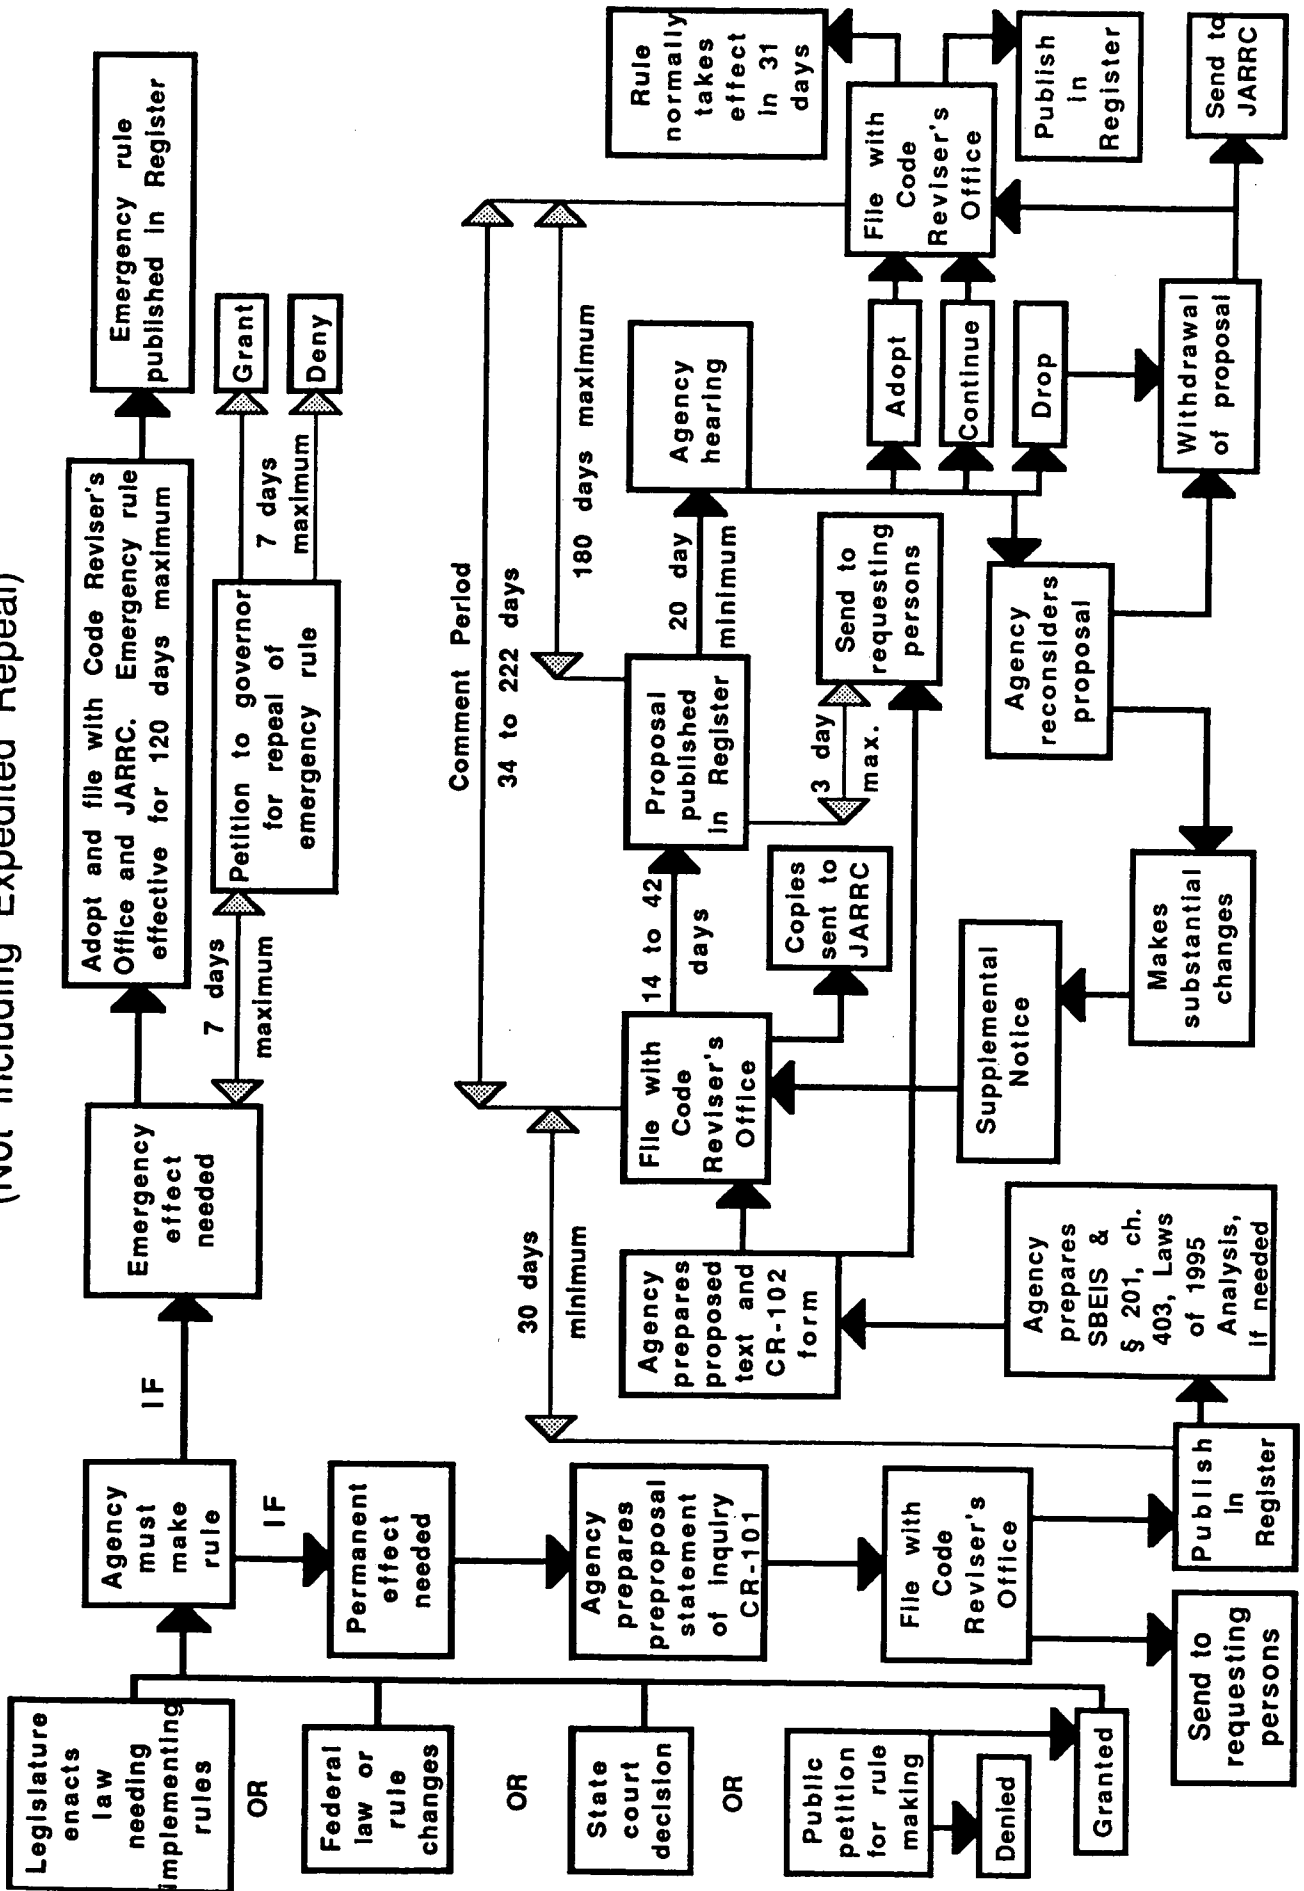 (Not Including Expedited Repeal)
Legislature
enacts
law
needing
implementing
rules
OR
Federal
law or
rule
changes
OR
State
court
decision
OR
Public
petition
for rule
making
Denied
Granted
Agency
must
make
rule
IF
IF
Permanent
effect
needed
Agency
prepares
preproposal
statement
of Inquiry
CR-101
File with
Code
Reviser's
Office
Send to
requesting
persons
Publish
In
Register
Emergency
effect
needed
Adopt and file with Code Reviser's
Office and JARRC. Emergency rule
effective for 120 days maximum
Emergency rule
published in Register
7 days
maximum
Petition to governor
for repeal of
emergency rule
7 days
maximum
Grant
Deny
Comment Period
34 to 222 days
30 days
minimum
180 days maximum
Agency
prepares
SBEIS &
§ 201, ch.
403, Laws
of 1995
Analysis,
If needed
Agency
prepares
proposed
text and
CR-102
form
File with
Code
Reviser's
Office
14 to 42
days
Copies
sent to
JARRC
Proposal
published
in Register
3 day
max.
Send to
requesting
persons
20 day
minimum
Agency
hearing
Adopt
Continue
Drop
Agency
reconsiders
proposal
Makes
substantial
changes
Supplemental
Notice
Withdrawal
of proposal
File with
Code
Reviser's
Office
Rule
normally
takes
effect
in 31
days
Publish
in
Register
Send to
JARRC